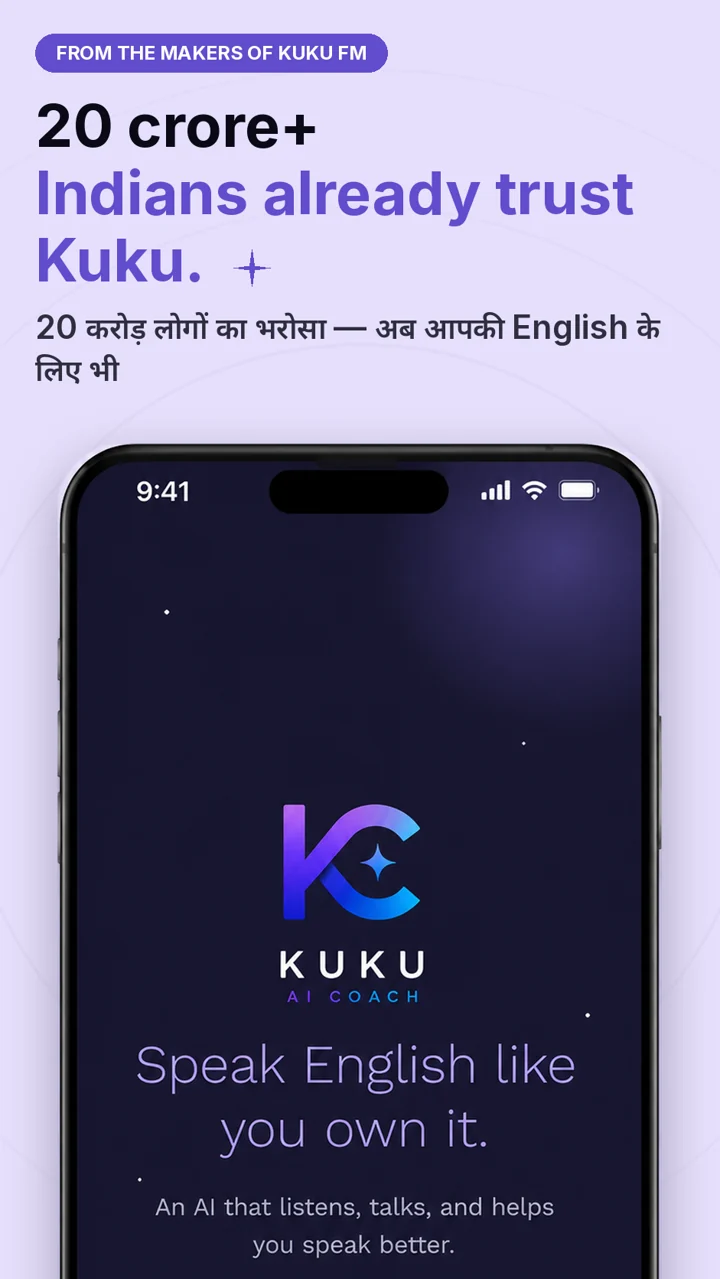 FROM THE MAKERS OF KUKU FM
20 crore+
Indians already trust
Kuku.
20 करोड़ लोगों का भरोसा — अब आपकी English के
लिए भी
9:41
KUKU
AI COACH
Speak English like
you own it.
An AI that listens, talks, and helps
you speak better.